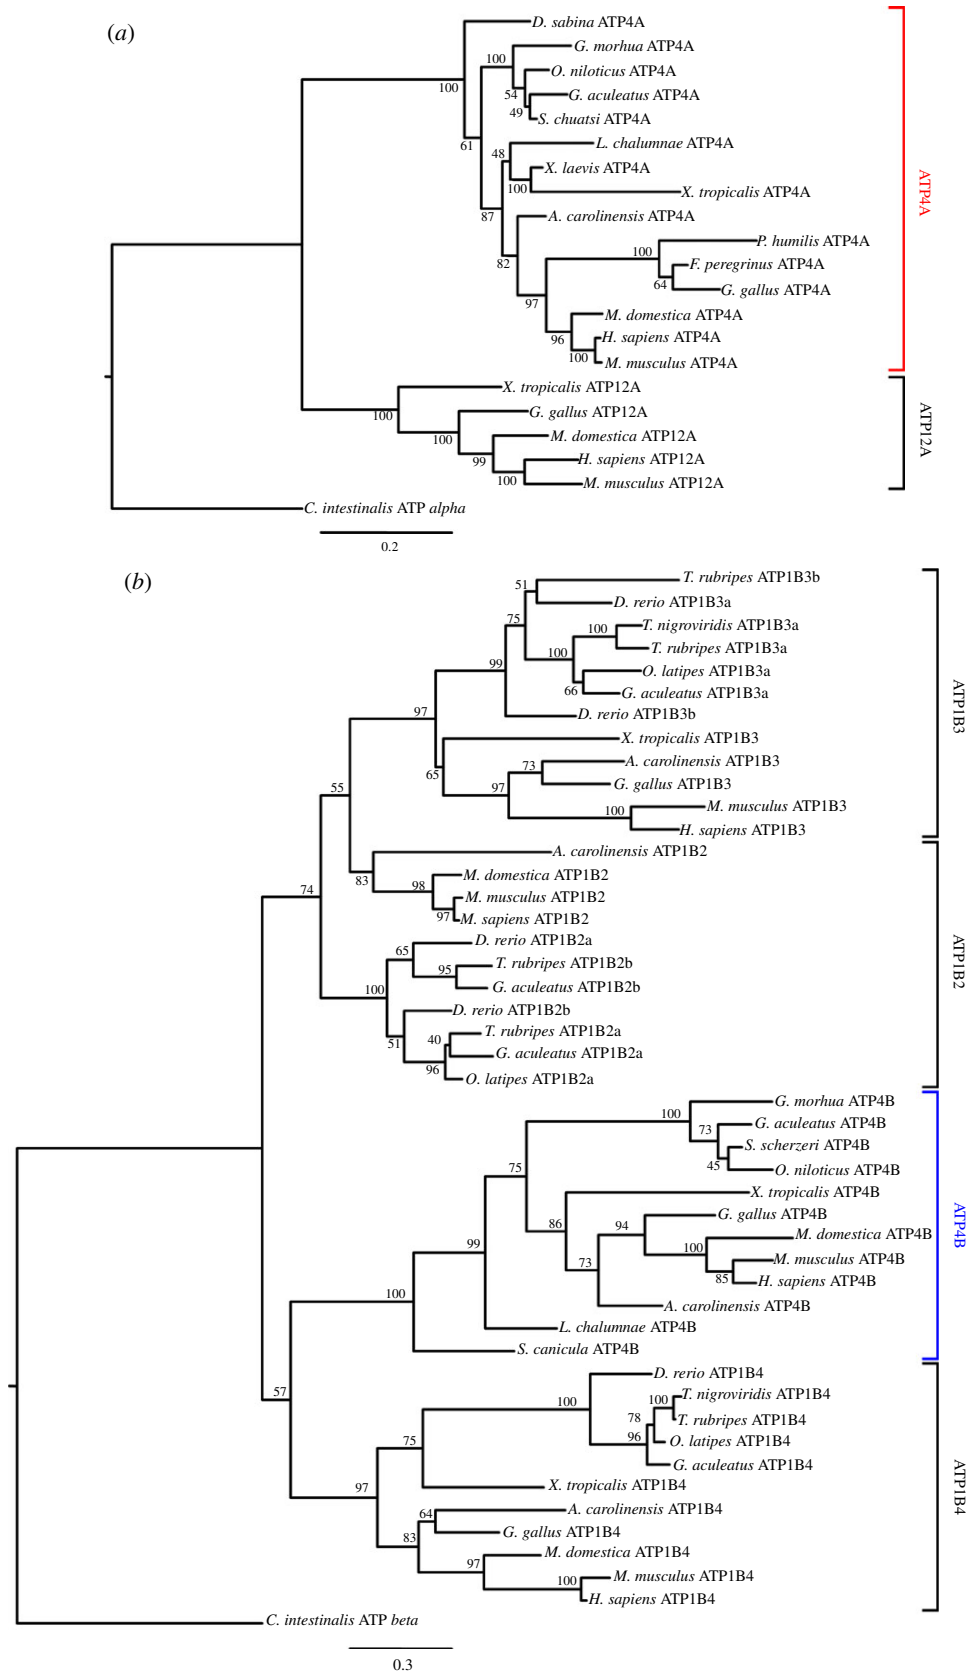 (a)
D. sabina ATP4A
G. morhua ATP4A
100
O. niloticus ATP4A
100
54
G. aculeatus ATP4A
49
S. chuatsi ATP4A
61
L. chalumnae ATP4A
48
X. laevis ATP4A
100
X. tropicalis ATP4A
ATP4A
87
A. carolinensis ATP4A
P. humilis ATP4A
100
82
F. peregrinus ATP4A
64
G. gallus ATP4A
97
M. domestica ATP4A
96
H. sapiens ATP4A
100
M. musculus ATP4A
X. tropicalis ATP12A
100
G. gallus ATP12A
ATP12A
100
M. domestica ATP12A
99
H. sapiens ATP12A
100
M. musculus ATP12A
C. intestinalis ATP alpha
0.2
(b)
T. rubripes ATP1B3b
51
D. rerio ATP1B3a
75
T. nigroviridis ATP1B3a
100
T. rubripes ATP1B3a
100
99
O. latipes ATP1B3a
66
G. aculeatus ATP1B3a
97
D. rerio ATP1B3b
ATP1B3
X. tropicalis ATP1B3
65
A. carolinensis ATP1B3
73
G. gallus ATP1B3
97
55
M. musculus ATP1B3
100
H. sapiens ATP1B3
A. carolinensis ATP1B2
83
M. domestica ATP1B2
98
74
M. musculus ATP1B2
97
M. sapiens ATP1B2
D. rerio ATP1B2a
65
T. rubripes ATP1B2b
95
ATP1B2
G. aculeatus ATP1B2b
100
D. rerio ATP1B2b
T. rubripes ATP1B2a
51
40
G. aculeatus ATP1B2a
96
O. latipes ATP1B2a
G. morhua ATP4B
100
G. aculeatus ATP4B
73
S. scherzeri ATP4B
45
O. niloticus ATP4B
75
X. tropicalis ATP4B
G. gallus ATP4B
86
94
ATP4B
M. domestica ATP4B
99
100
M. musculus ATP4B
73
85
H. sapiens ATP4B
100
A. carolinensis ATP4B
L. chalumnae ATP4B
S. canicula ATP4B
D. rerio ATP1B4
57
T. nigroviridis ATP1B4
100
100
T. rubripes ATP1B4
78
O. latipes ATP1B4
96
75
G. aculeatus ATP1B4
X. tropicalis ATP1B4
97
ATP1B4
A. carolinensis ATP1B4
64
G. gallus ATP1B4
83
M. domestica ATP1B4
97
M. musculus ATP1B4
100
H. sapiens ATP1B4
C. intestinalis ATP beta
0.3